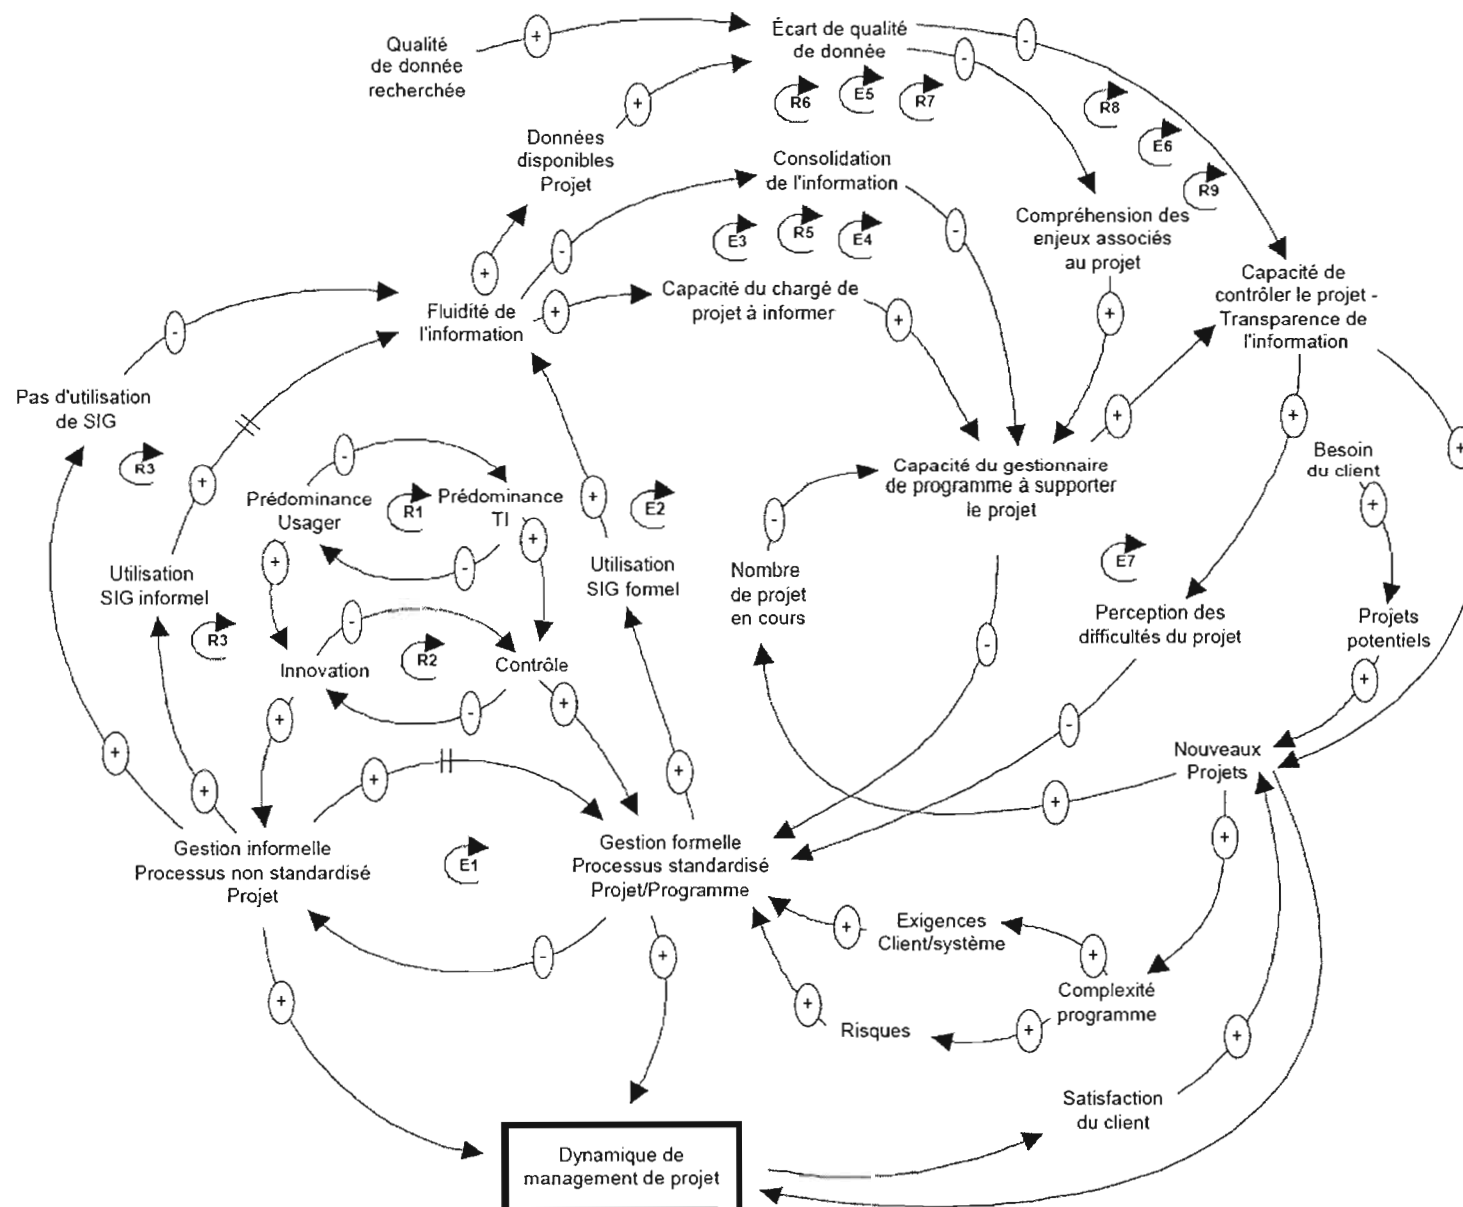 Qualité
de donnée
recherchée
+
Écart de qualité
de donnée
-
-
R6
E5
R7
R8
E6
R9
+
Données
disponibles
Projet
Consolidation
de l'information
-
-
E3
R5
E4
Compréhension des
enjeux associés
au projet
+
Capacité de
contrôler le projet -
Transparence de
l'information
+
Fluidité de
l'information
+
Capacité du chargé de
projet à informer
+
+
-
Pas d'utilisation
de SIG
R3
+
+
+
Besoin
du client
+
-
Prédominance
Usager
R1
Prédominance
TI
+
+
E2
Capacité du gestionnaire
de programme à supporter
le projet
-
+
-
+
Utilisation
SIG informel
R3
Utilisation
SIG formel
Nombre
de projet
en cours
E7
Perception des
difficultés du projet
Projets
potentiels
-
Innovation
R2
Contrôle
-
+
+
-
+
-
+
+
+
+
Nouveaux
Projets
+
+
Gestion informelle
Processus non standardisé
Projet
E1
Gestion formelle
Processus standardisé
Projet/Programme
-
+
+
+
Exigences
Client/système
+
Complexité
programme
+
Risques
+
+
Satisfaction
du client
Dynamique de
management de projet